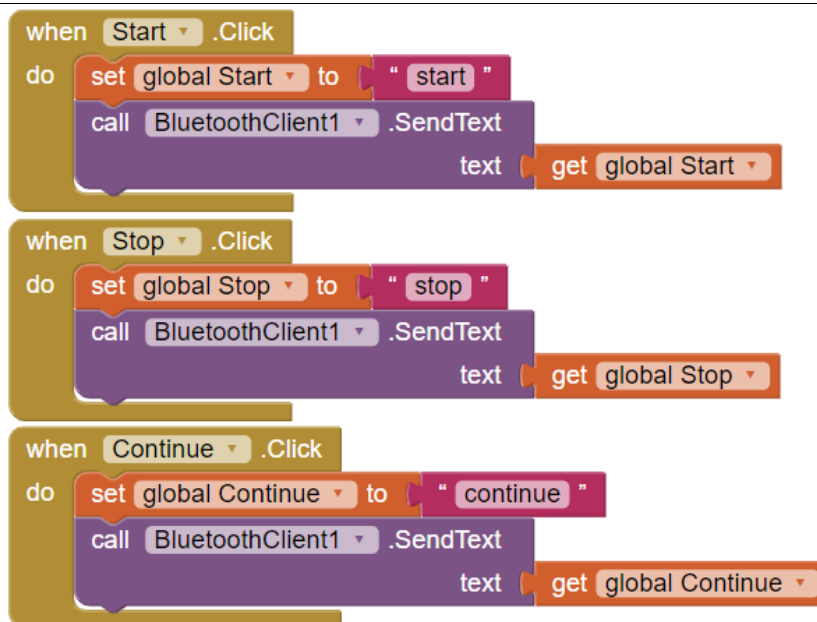 when Start .Click
do set global Start to “ start ”
call BluetoothClient1 .SendText
text get global Start
when Stop .Click
do set global Stop to “ stop ”
call BluetoothClient1 .SendText
text get global Stop
when Continue .Click
do set global Continue to “ continue ”
call BluetoothClient1 .SendText
text get global Continue